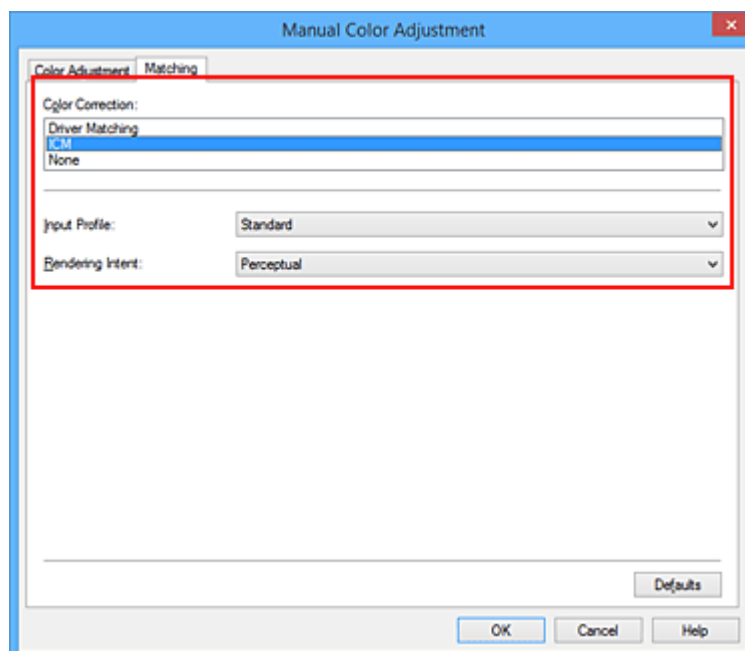 Manual Color Adjustment
Color Adjustment Matching
Color Correction:
Driver Matching
ICM
None
Input Profile: Standard
Rendering Intent: Perceptual
Defaults
OK Cancel Help